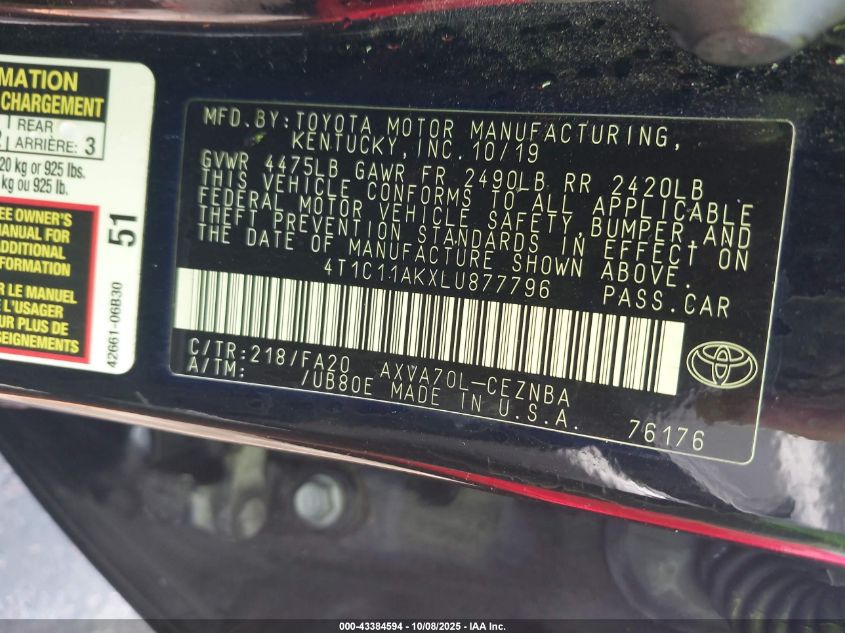 MATION
CHARGEMENT
REAR
ARRIÈRE: 3
20 kg or 925 lbs.
kg ou 925 lb.
EE OWNER'S
MANUAL FOR
ADDITIONAL
INFORMATION
R LE MANUEL
DE L'USAGER
UR PLUS DE
SEIGNEMENTS
51
42661-06B30
MFD.BY:TOYOTA MOTOR MANUFACTURING,
KENTUCKY,INC.10/19
GVWR 4475LB GAWR FR 2490LB RR 2420LB
THIS VEHICLE CONFORMS TO ALL APPLICABLE
FEDERAL MOTOR VEHICLE SAFETY,BUMPER,AND
THEFT PREVENTION STANDARDS IN EFFECT ON
THE DATE OF MANUFACTURE SHOWN ABOVE.
4T1C11AKXLU877796 PASS.CAR
C/TR:218/FA20 AXVA70L-CEZNBA
A/TM: /UB80E MADE IN U.S.A.
76176
000-43384594 - 10/08/2025 - IAA Inc.